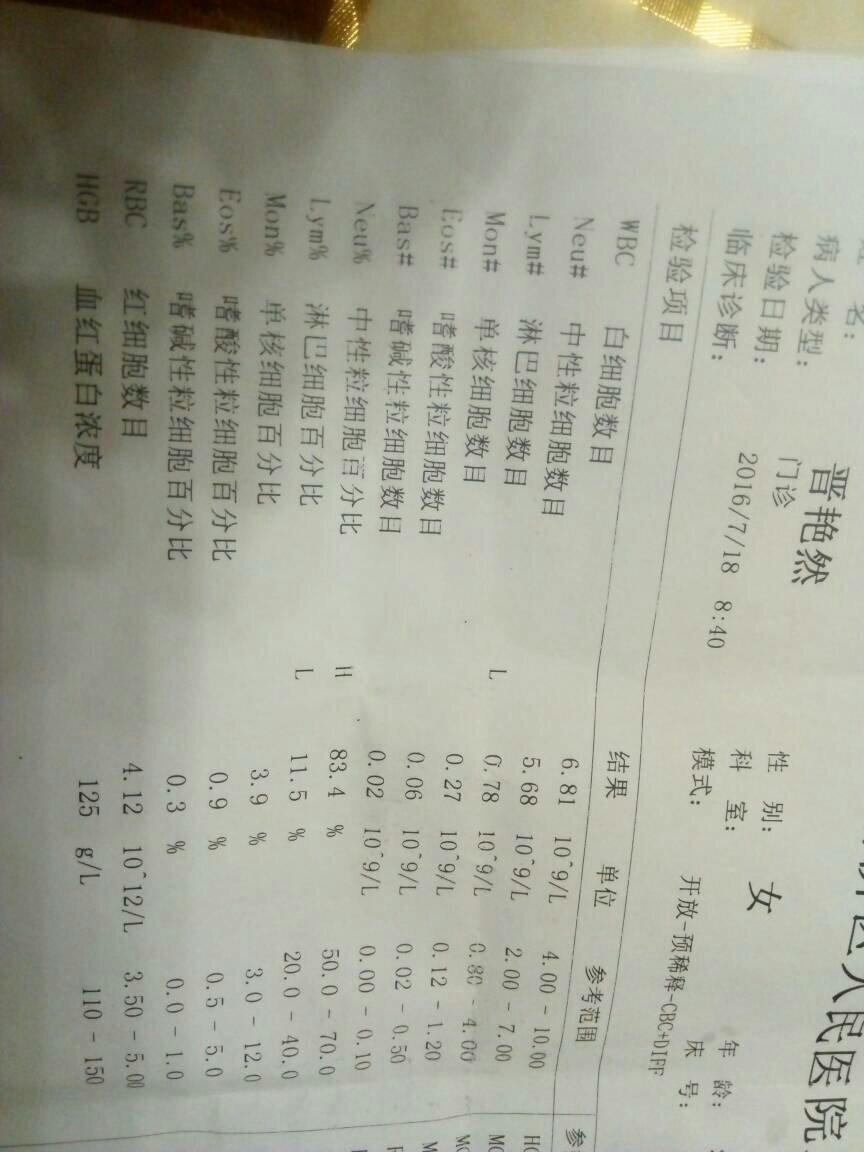 区人民医院
姓 名: 晋艳然 性 别: 女
病人类型: 门诊 科 室: 年 龄:
检验日期: 2016/7/18 8:40 模式: 开放-预稀释-CBC+DIFF 床 号:
临床诊断:
检验项目 结果 单位 参考范围
WBC 白细胞数目 6.81 10^9/L 4.00 - 10.00
Neu# 中性粒细胞数目 5.68 10^9/L 2.00 - 7.00
Lym# 淋巴细胞数目 L 0.78 10^9/L 0.80 - 4.00
Mon# 单核细胞数目 0.27 10^9/L 0.12 - 1.20
Eos# 嗜酸性粒细胞数目 0.06 10^9/L 0.02 - 0.50
Bas# 嗜碱性粒细胞数目 0.02 10^9/L 0.00 - 0.10
Neu% 中性粒细胞百分比 H 83.4 % 50.0 - 70.0
Lym% 淋巴细胞百分比 L 11.5 % 20.0 - 40.0
Mon% 单核细胞百分比 3.9 % 3.0 - 12.0
Eos% 嗜酸性粒细胞百分比 0.9 % 0.5 - 5.0
Bas% 嗜碱性粒细胞百分比 0.3 % 0.0 - 1.0
RBC 红细胞数目 4.12 10^12/L 3.50 - 5.00
HGB 血红蛋白浓度 125 g/L 110 - 150